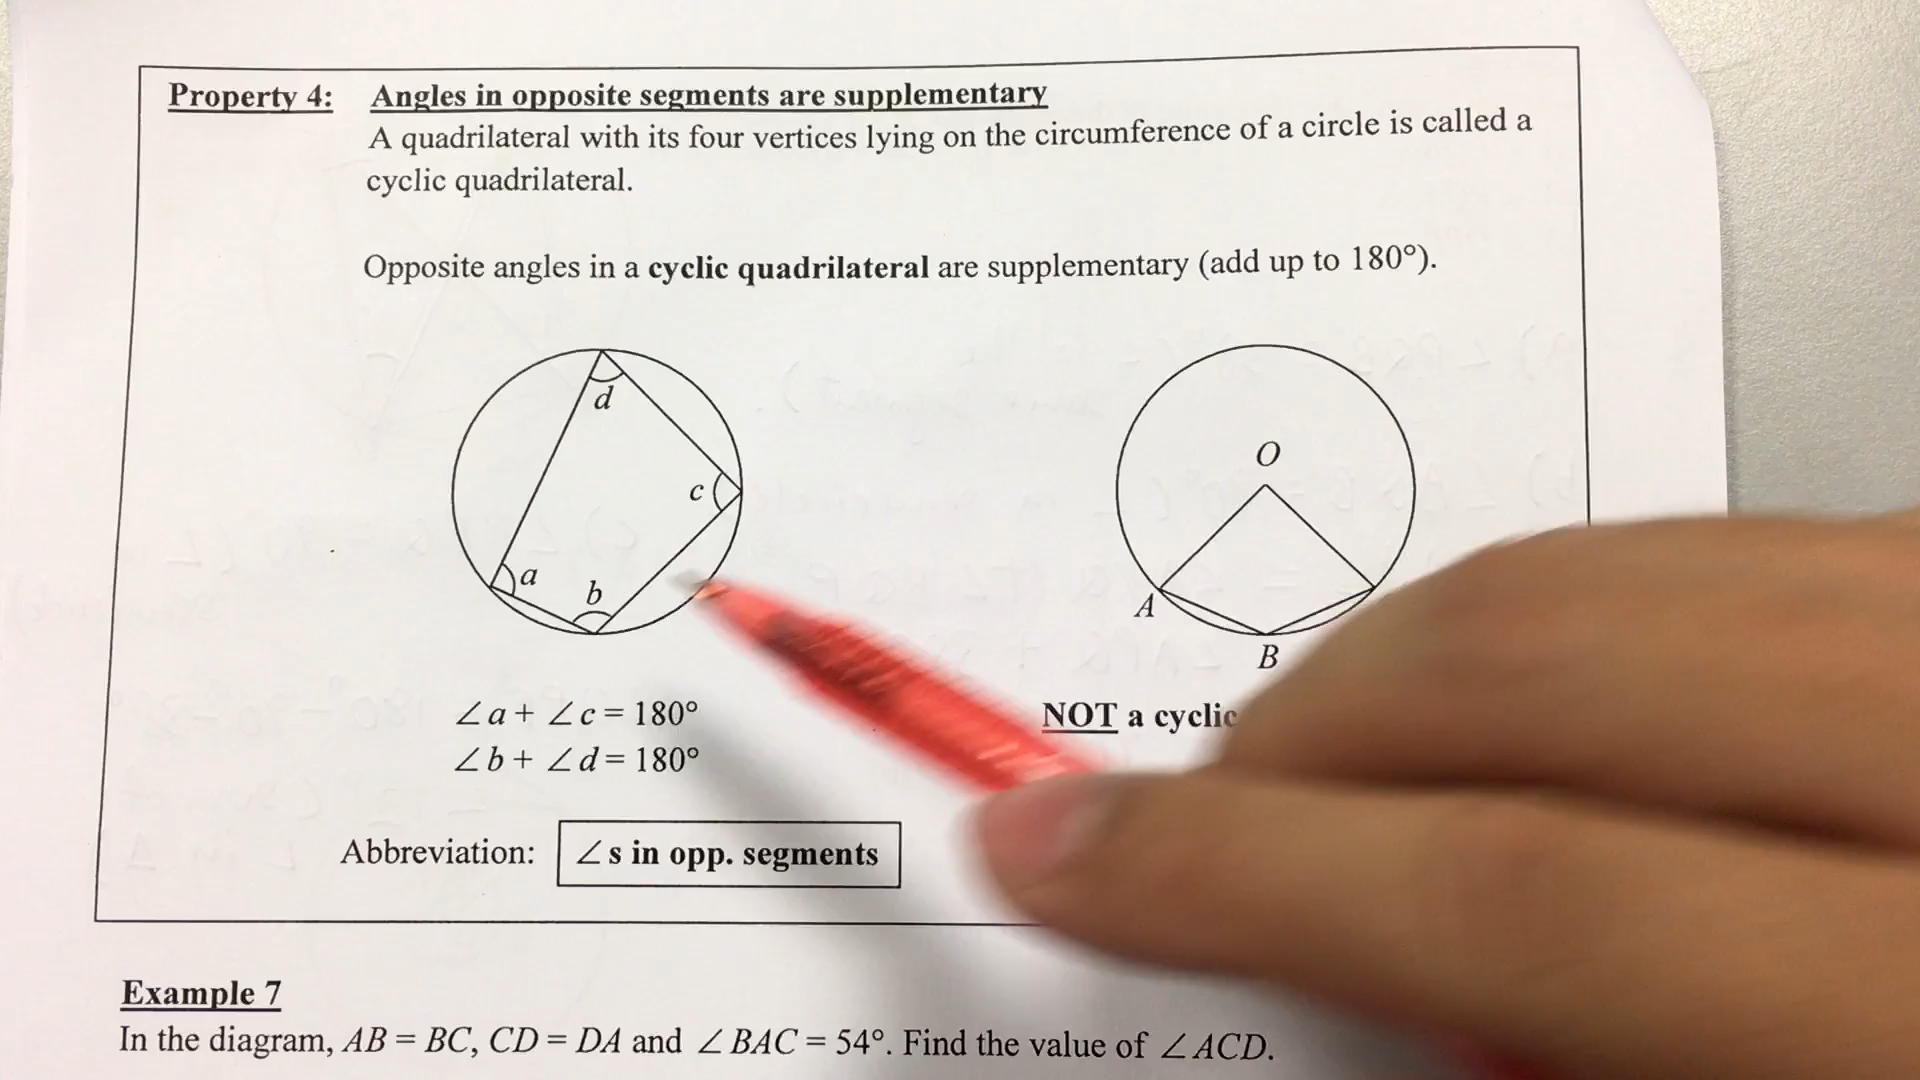 Property 4: Angles in opposite segments are supplementary
A quadrilateral with its four vertices lying on the circumference of a circle is called a
cyclic quadrilateral.
Opposite angles in a cyclic quadrilateral are supplementary (add up to 180°).
d
c
a
b
O
A
B
∠a + ∠c = 180°
∠b + ∠d = 180°
NOT a cyclic
Abbreviation: ∠s in opp. segments
Example 7
In the diagram, AB = BC, CD = DA and ∠BAC = 54°. Find the value of ∠ACD.